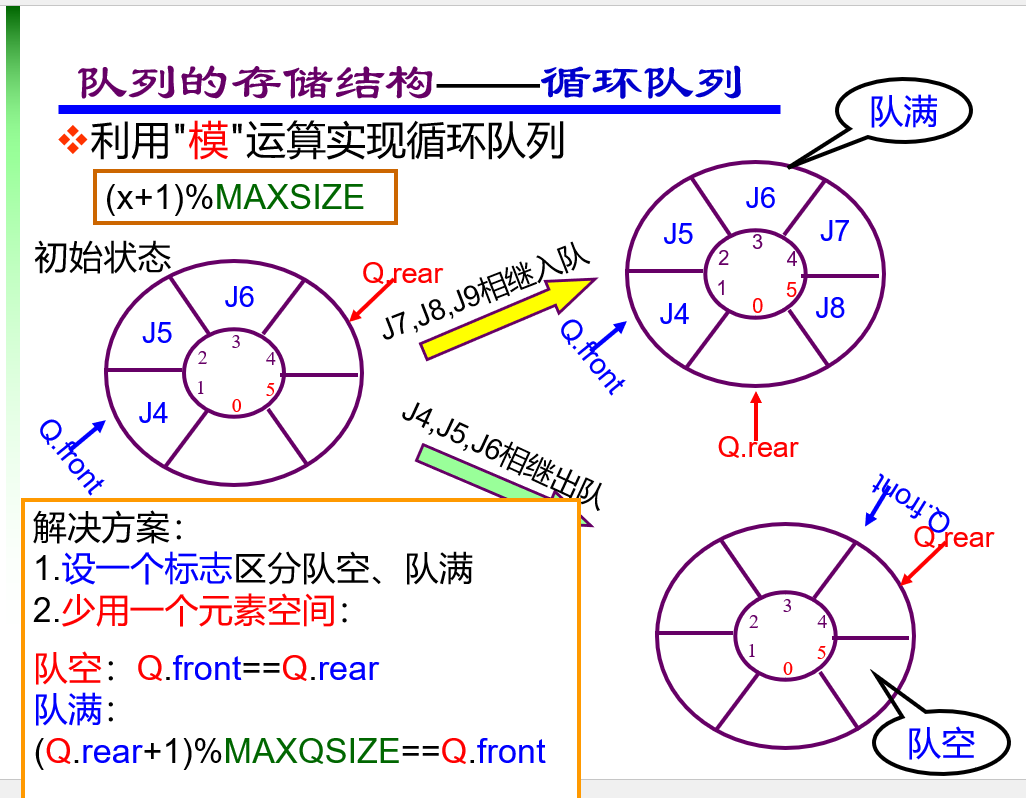 队列的存储结构——循环队列
❖利用"模"运算实现循环队列
(x+1)%MAXSIZE
初始状态
J4
J5
J6
0
1
2
3
4
5
Q.front
Q.rear
J7,J8,J9相继入队
队满
J4
J5
J6
J7
J8
0
1
2
3
4
5
Q.front
Q.rear
J4,J5,J6相继出队
Q.front
Q.rear
0
1
2
3
4
5
队空
解决方案：
1.设一个标志区分队空、队满
2.少用一个元素空间：
队空：Q.front==Q.rear
队满：
(Q.rear+1)%MAXQSIZE==Q.front